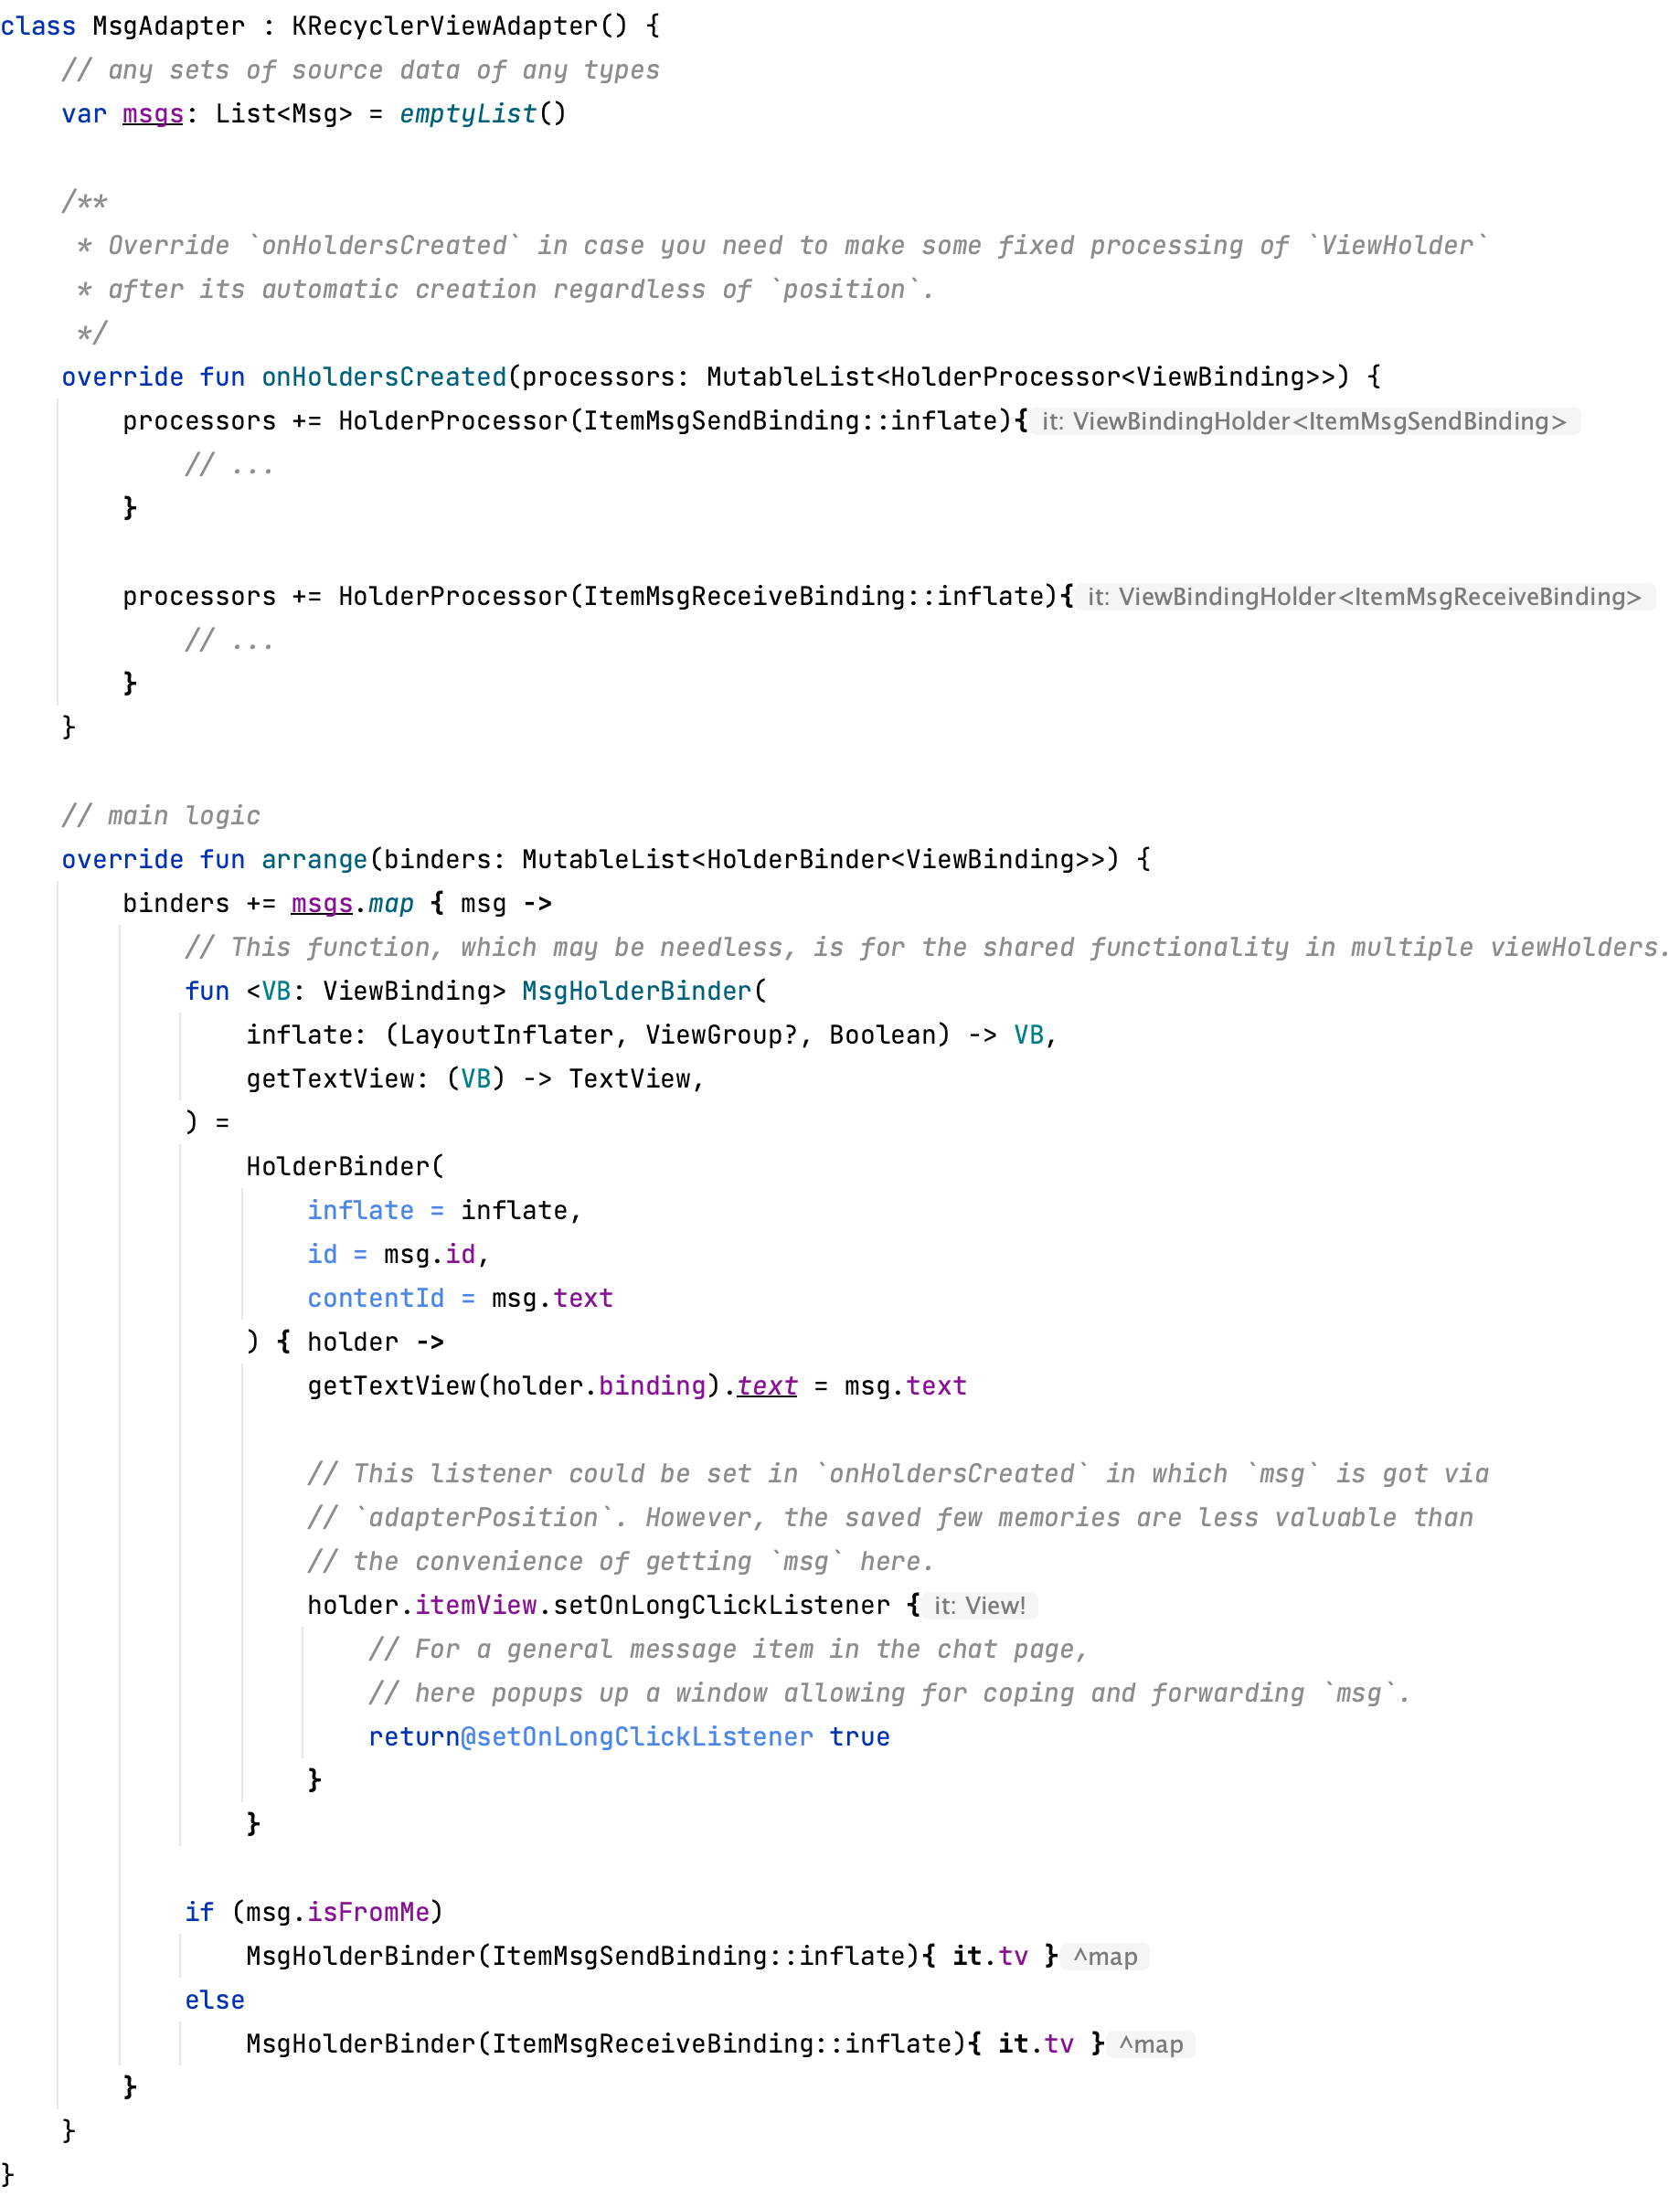 class MsgAdapter : KRecyclerViewAdapter() {
    // any sets of source data of any types
    var msgs: List<Msg> = emptyList()

    /**
     * Override `onHoldersCreated` in case you need to make some fixed processing of `ViewHolder`
     * after its automatic creation regardless of `position`.
     */
    override fun onHoldersCreated(processors: MutableList<HolderProcessor<ViewBinding>>) {
        processors += HolderProcessor(ItemMsgSendBinding::inflate){ it: ViewBindingHolder<ItemMsgSendBinding>
            // ...
        }

        processors += HolderProcessor(ItemMsgReceiveBinding::inflate){ it: ViewBindingHolder<ItemMsgReceiveBinding>
            // ...
        }
    }

    // main logic
    override fun arrange(binders: MutableList<HolderBinder<ViewBinding>>) {
        binders += msgs.map { msg ->
            // This function, which may be needless, is for the shared functionality in multiple viewHolders.
            fun <VB: ViewBinding> MsgHolderBinder(
                inflate: (LayoutInflater, ViewGroup?, Boolean) -> VB,
                getTextView: (VB) -> TextView,
            ) =
                HolderBinder(
                    inflate = inflate,
                    id = msg.id,
                    contentId = msg.text
                ) { holder ->
                    getTextView(holder.binding).text = msg.text

                    // This listener could be set in `onHoldersCreated` in which `msg` is got via
                    // `adapterPosition`. However, the saved few memories are less valuable than
                    // the convenience of getting `msg` here.
                    holder.itemView.setOnLongClickListener { it: View!
                        // For a general message item in the chat page,
                        // here popups up a window allowing for coping and forwarding `msg`.
                        return@setOnLongClickListener true
                    }
                }

            if (msg.isFromMe)
                MsgHolderBinder(ItemMsgSendBinding::inflate){ it.tv } ^map
            else
                MsgHolderBinder(ItemMsgReceiveBinding::inflate){ it.tv } ^map
        }
    }
}